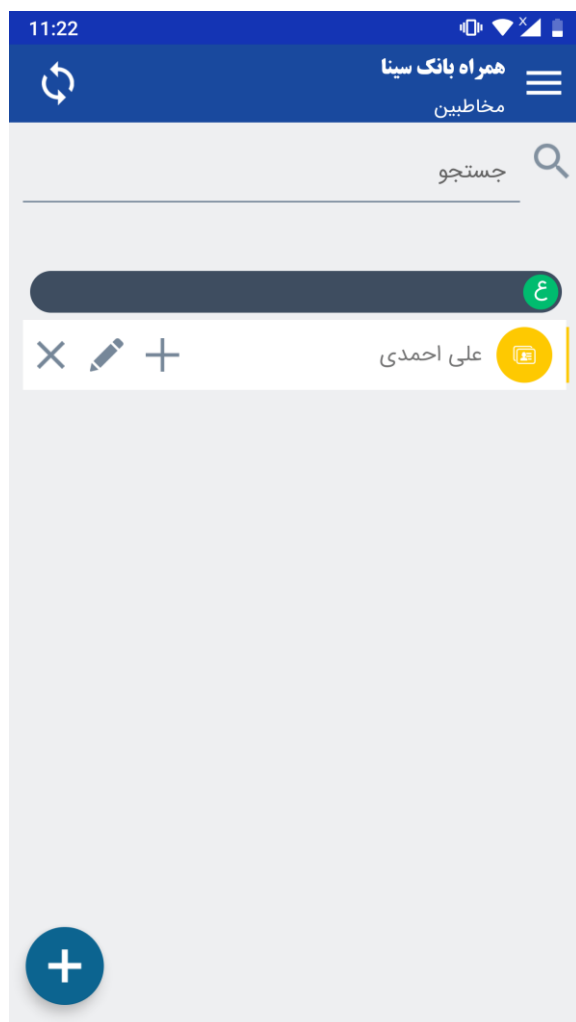 11:22
همراه بانک سینا
مخاطبین
جستجو
ع
علی احمدی